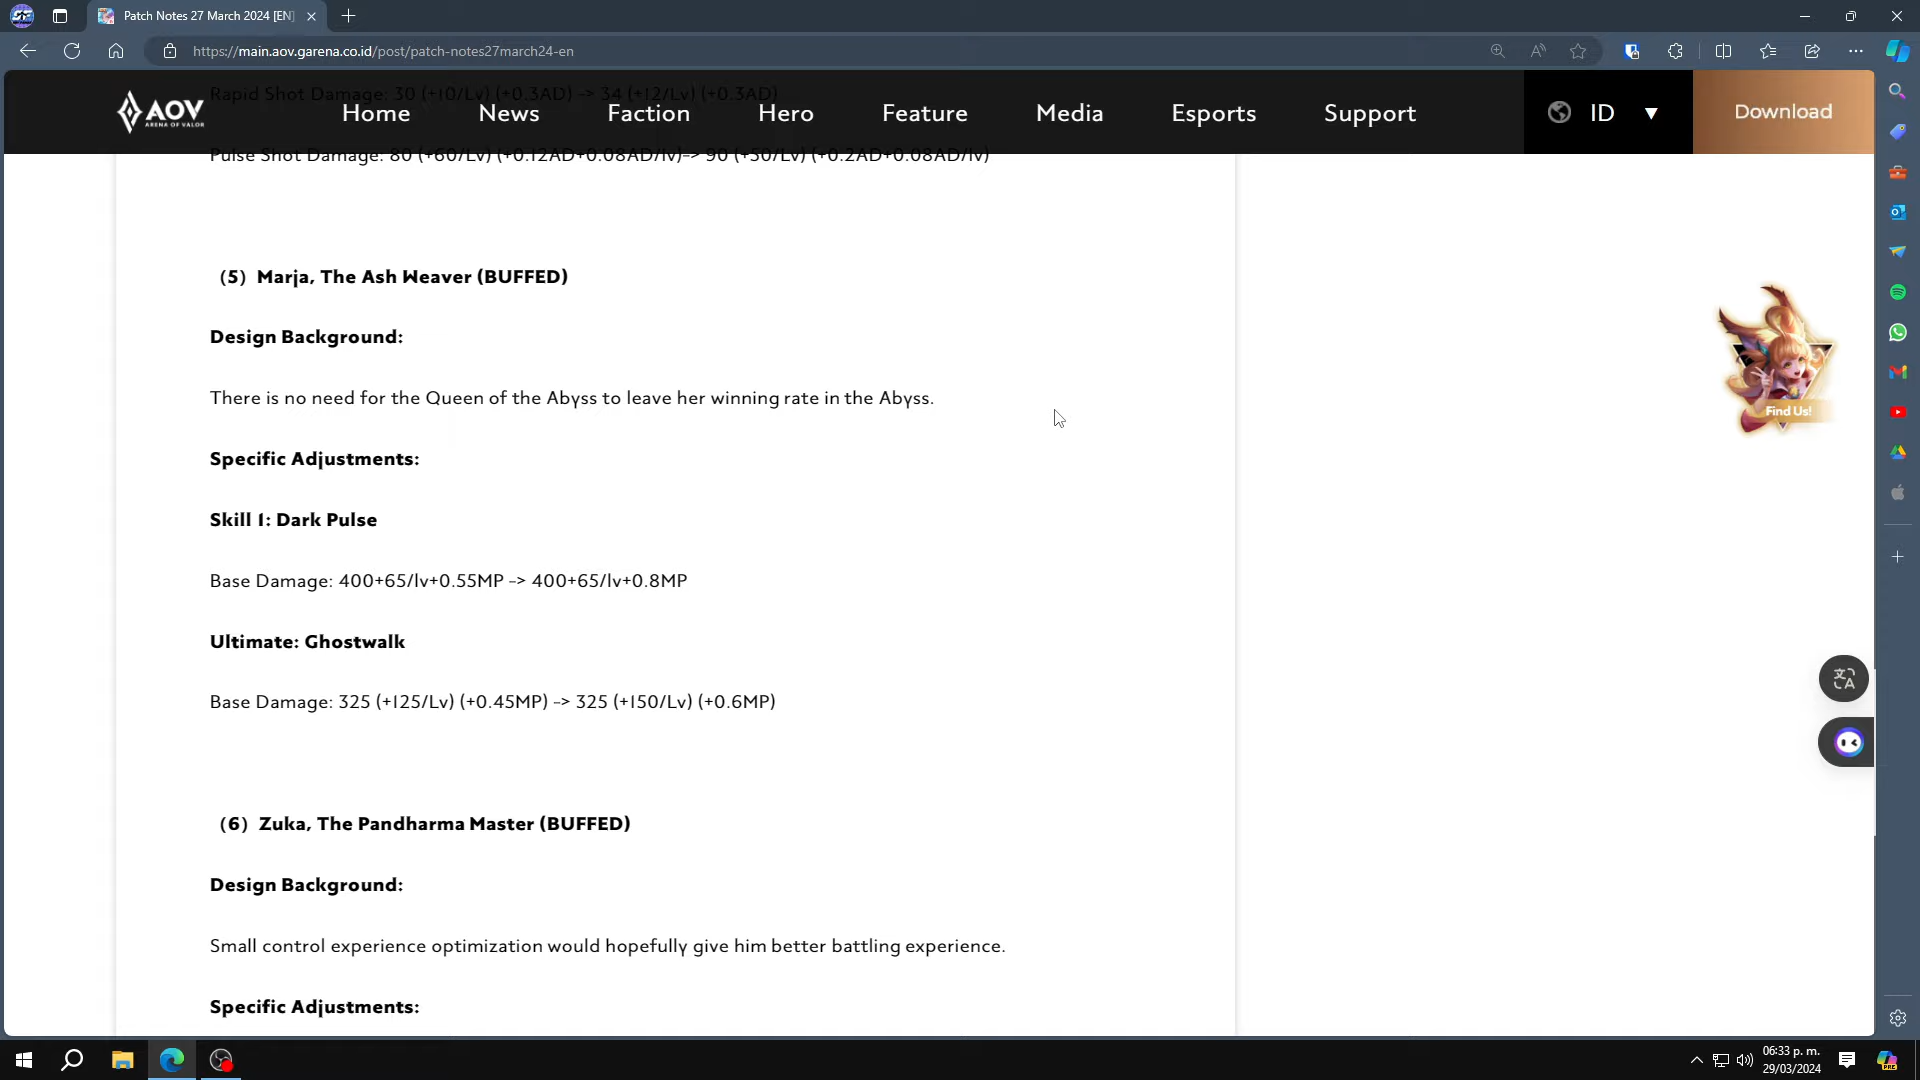 Patch Notes 27 March 2024 [EN]
https://main.aov.garena.co.id/post/patch-notes27march24-en
Rapid Shot Damage: 30 (+10/Lv) (+0.3AD) -> 34 (+12/Lv) (+0.3AD)
AOV
ARENA OF VALOR
Home
News
Faction
Hero
Feature
Media
Esports
Support
ID
Download
Pulse Shot Damage: 80 (+60/Lv) (+0.12AD+0.08AD/lv)-> 90 (+50/Lv) (+0.2AD+0.08AD/lv)
（5）Marja, The Ash Weaver (BUFFED)
Design Background:
There is no need for the Queen of the Abyss to leave her winning rate in the Abyss.
Find Us!
Specific Adjustments:
Skill 1: Dark Pulse
Base Damage: 400+65/lv+0.55MP -> 400+65/lv+0.8MP
Ultimate: Ghostwalk
Base Damage: 325 (+125/Lv) (+0.45MP) -> 325 (+150/Lv) (+0.6MP)
（6）Zuka, The Pandharma Master (BUFFED)
Design Background:
Small control experience optimization would hopefully give him better battling experience.
Specific Adjustments:
06:33 p. m.
29/03/2024